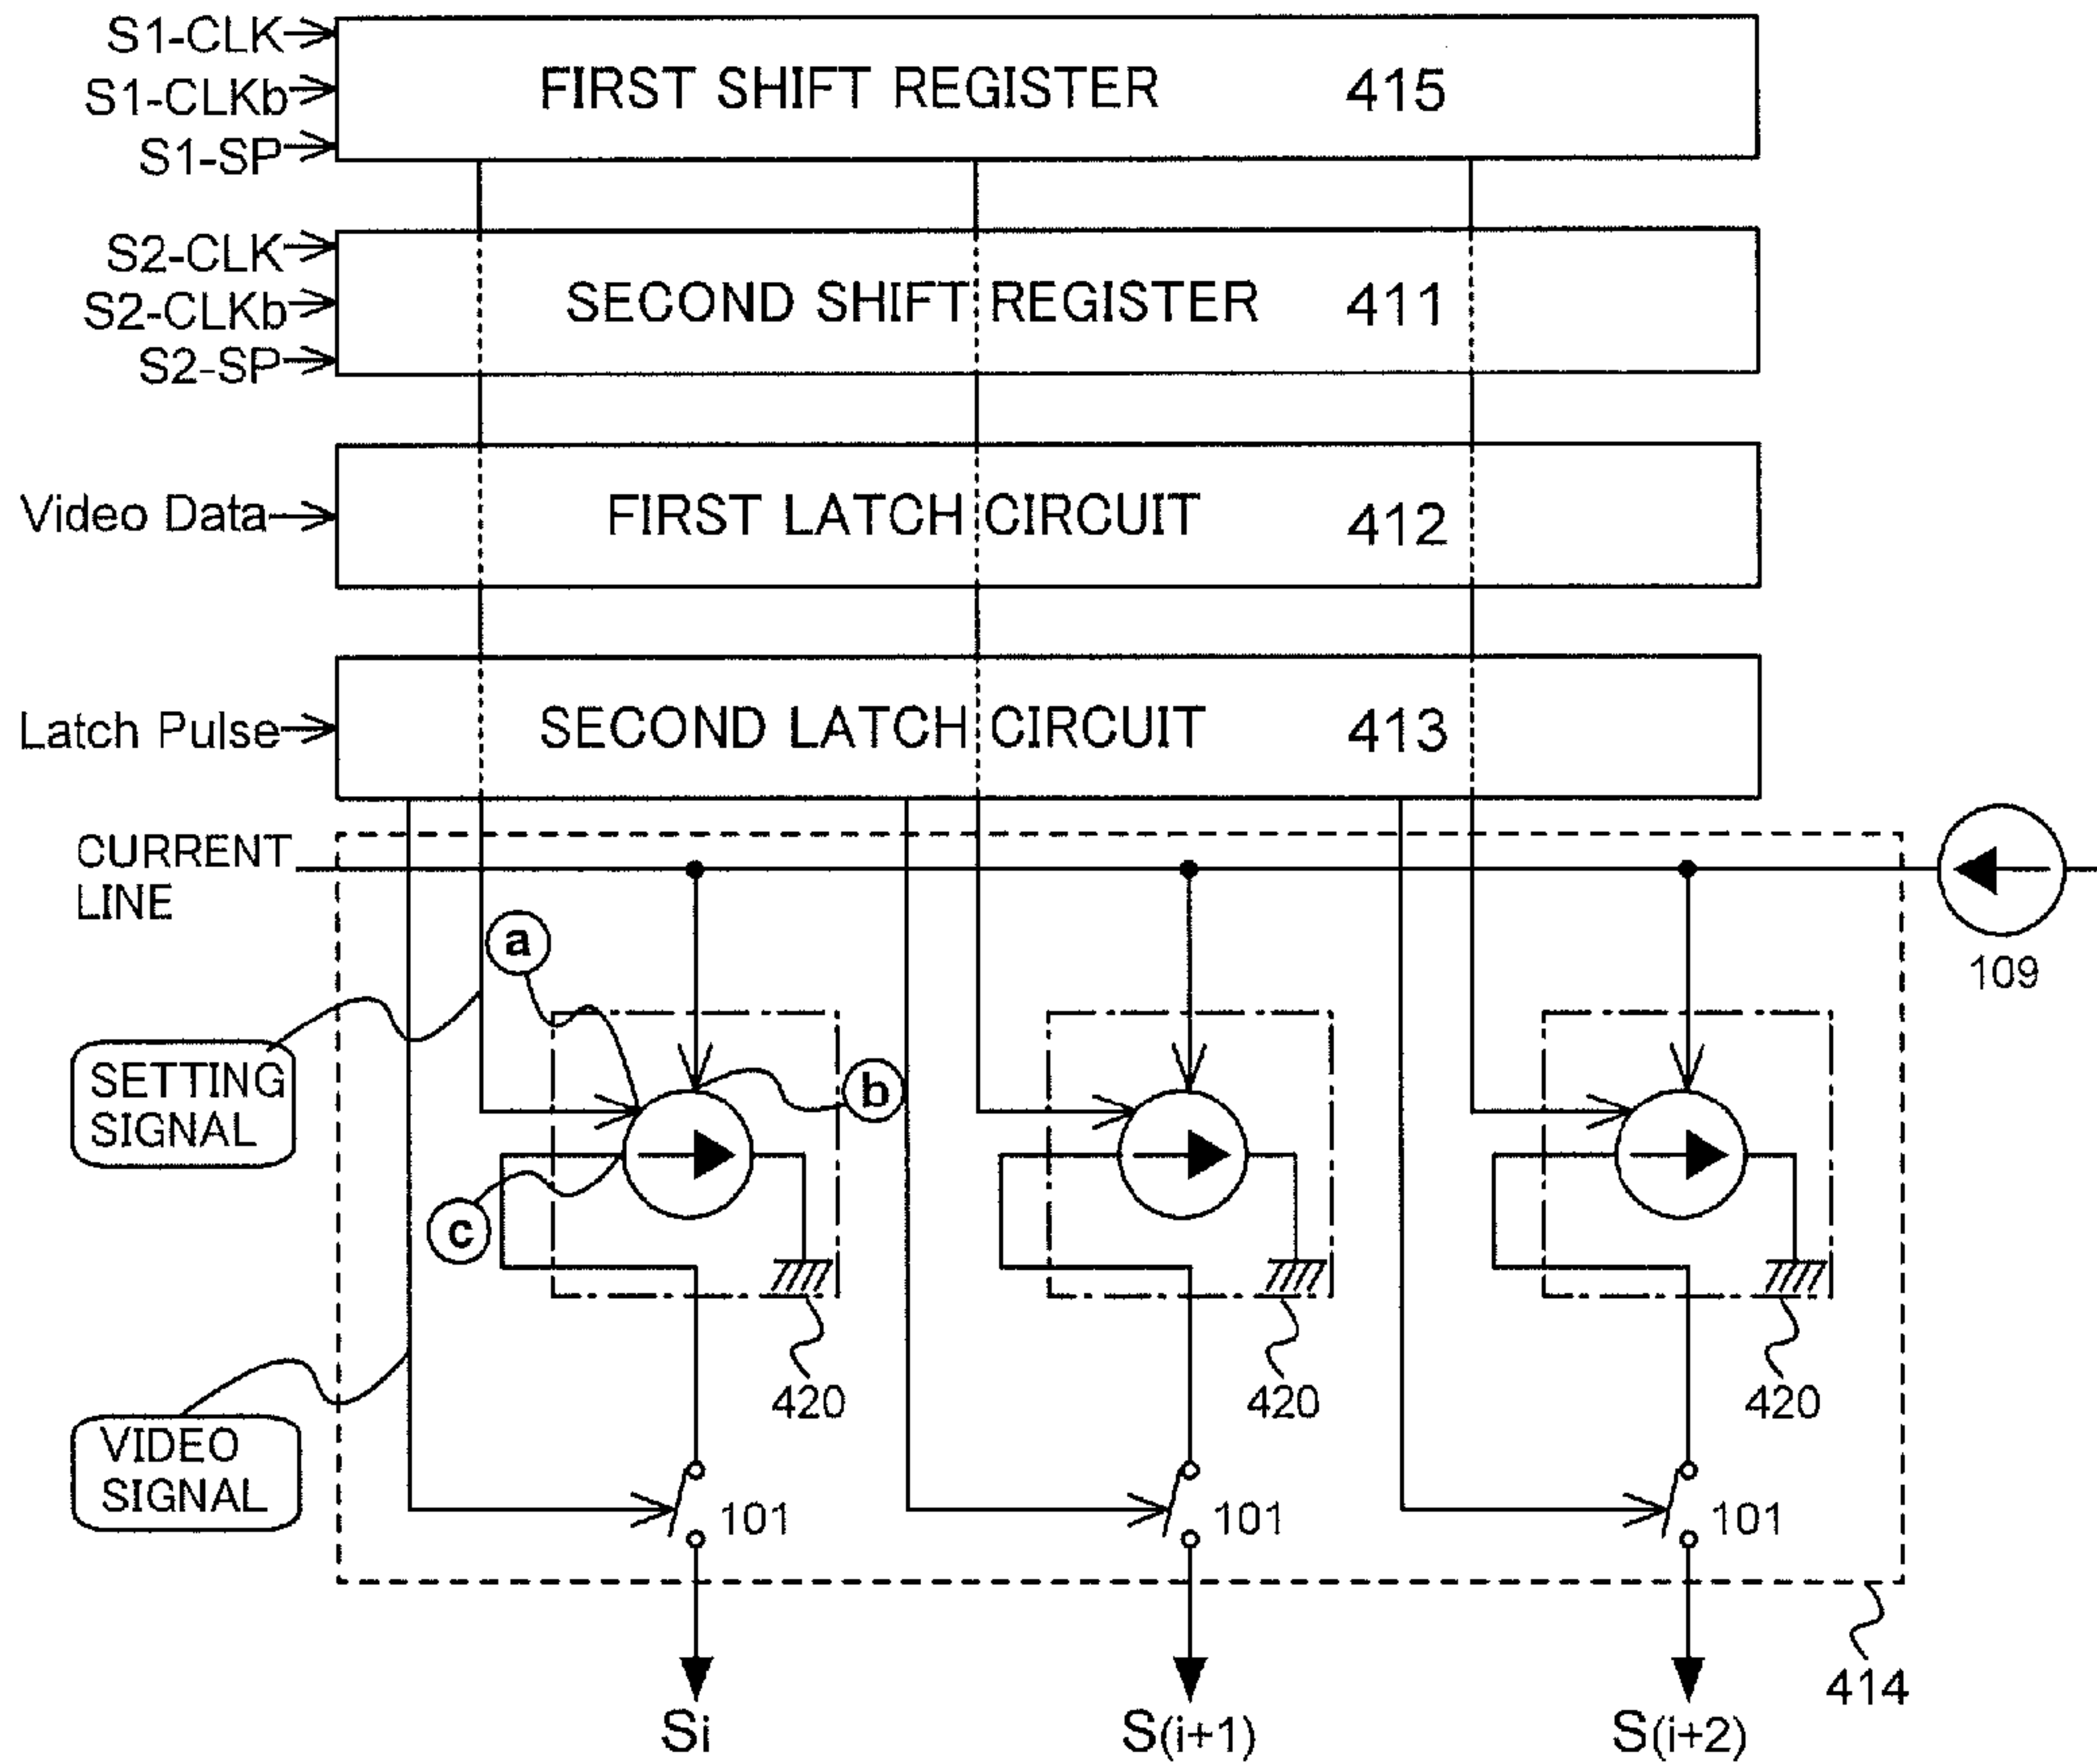 S1-CLK
S1-CLKb
S1-SP
FIRST SHIFT REGISTER 415
S2-CLK
S2-CLKb
S2-SP
SECOND SHIFT REGISTER 411
Video Data
FIRST LATCH CIRCUIT 412
Latch Pulse
SECOND LATCH CIRCUIT 413
CURRENT
LINE
109
a
b
c
SETTING
SIGNAL
420
420
420
VIDEO
SIGNAL
101
101
101
414
Si
S(i+1)
S(i+2)